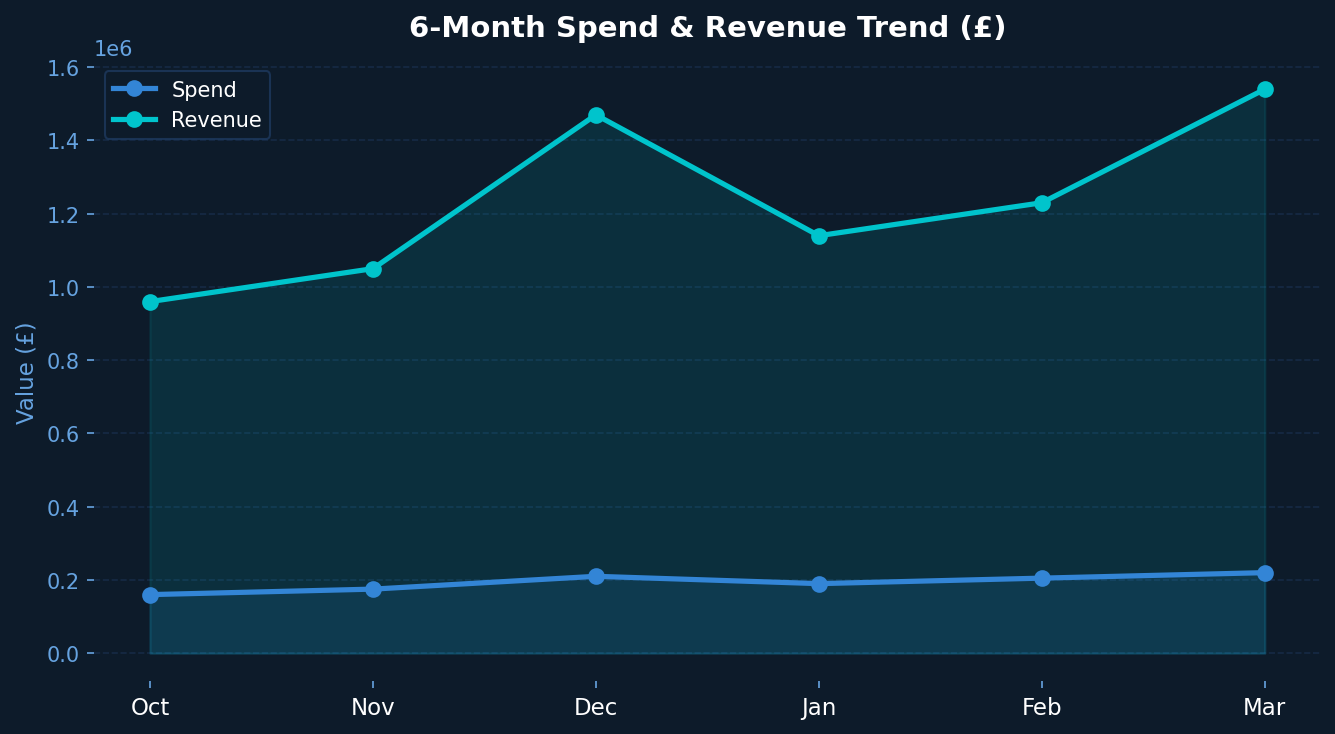 6-Month Spend & Revenue Trend (£)
1e6
1.6
1.4
1.2
1.0
0.8
0.6
0.4
0.2
0.0
Value (£)
Spend
Revenue
Oct
Nov
Dec
Jan
Feb
Mar